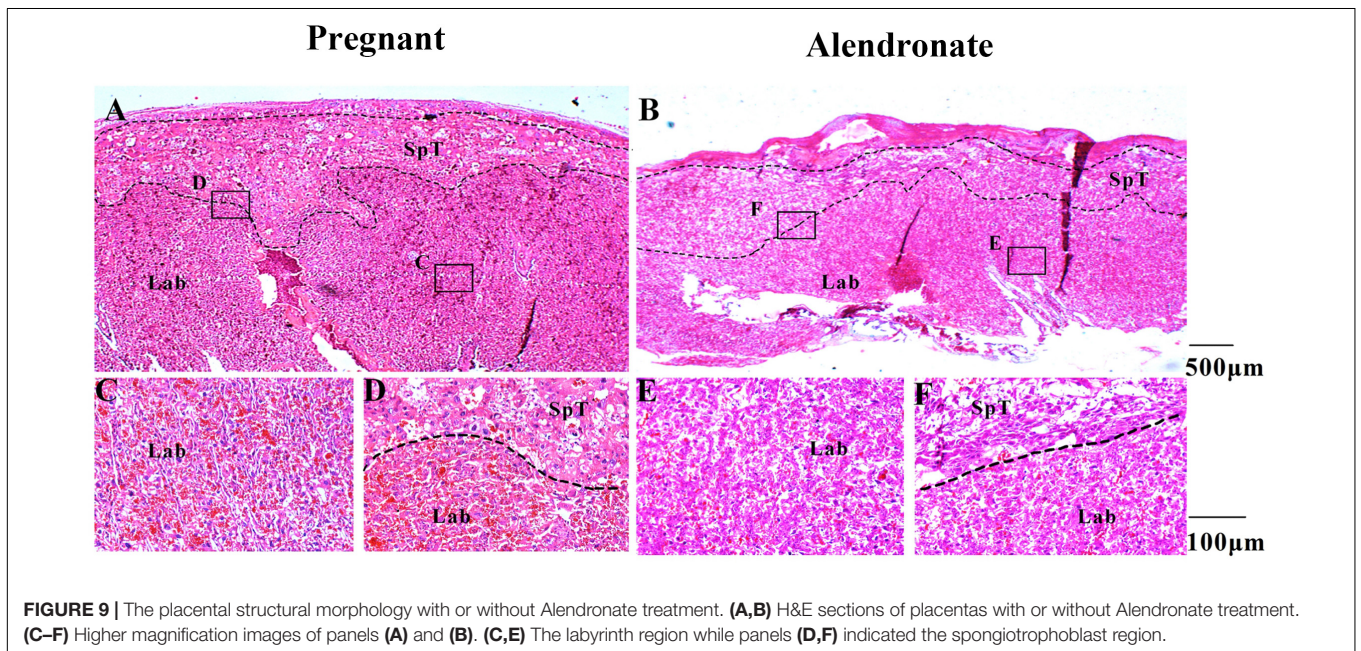 Pregnant Alendronate
A B
SpT SpT
D F
E
C
Lab Lab
500µm
C D E F
SpT SpT
Lab Lab
Lab Lab
100µm
FIGURE 9 | The placental structural morphology with or without Alendronate treatment. (A,B) H&E sections of placentas with or without Alendronate treatment.
(C–F) Higher magnification images of panels (A) and (B). (C,E) The labyrinth region while panels (D,F) indicated the spongiotrophoblast region.